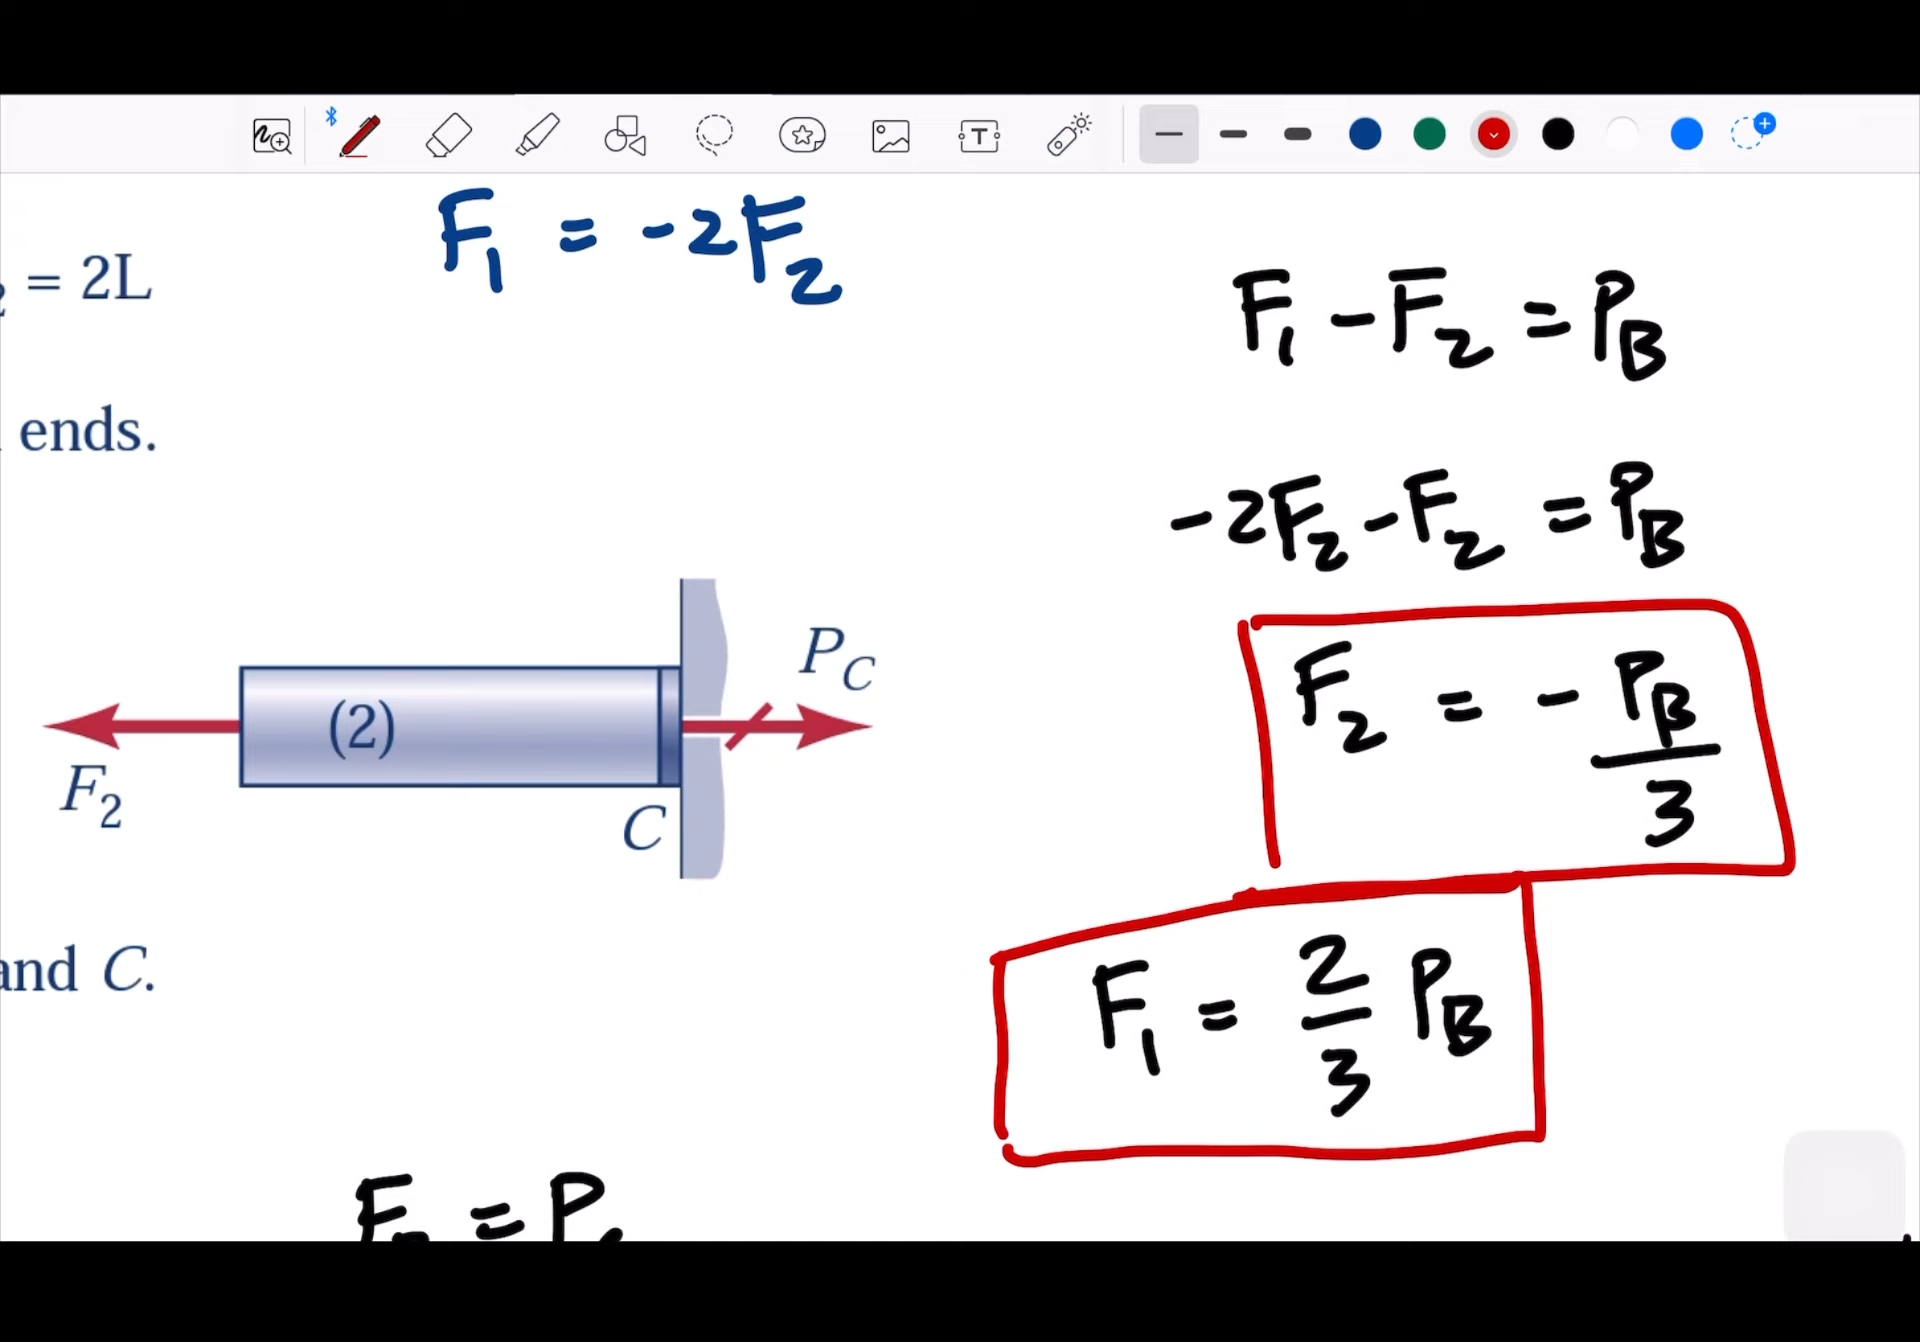 F₁ = -2F₂
= 2L
F₁ - F₂ = P_B
ends.
-2F₂ - F₂ = P_B
P_C
F₂ = - P_B / 3
(2)
F₂
C
and C.
F₁ = 2/3 P_B